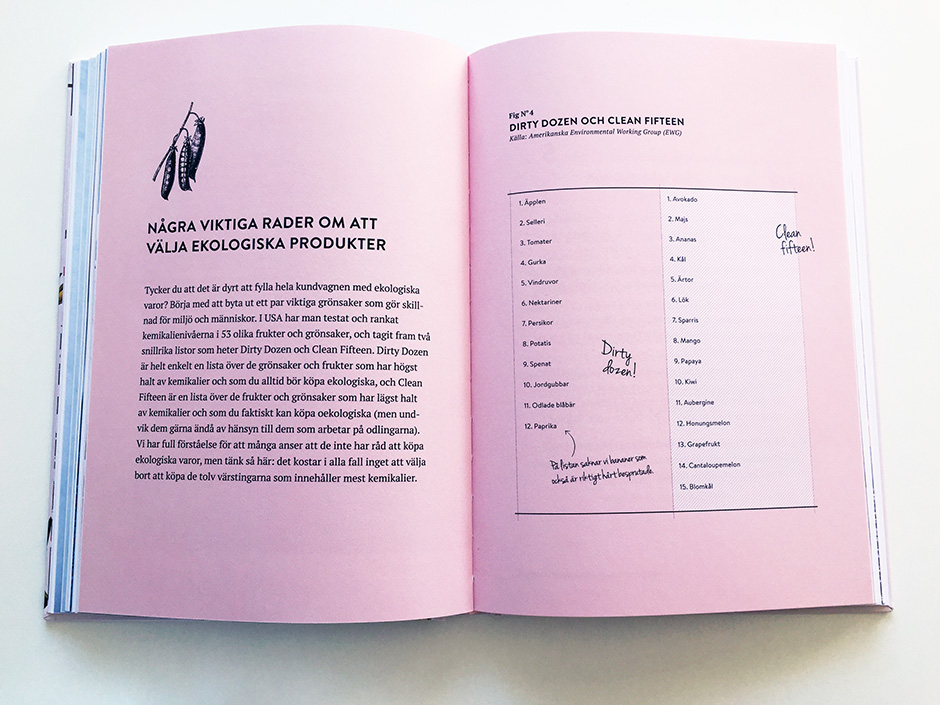 NÅGRA VIKTIGA RADER OM ATT
VÄLJA EKOLOGISKA PRODUKTER
Tycker du att det är dyrt att fylla hela kundvagnen med ekologiska
varor? Börja med att byta ut ett par viktiga grönsaker som gör skill-
nad för miljö och människor. I USA har man testat och rankat
kemikalienivåerna i 53 olika frukter och grönsaker, och tagit fram två
snillrika listor som heter Dirty Dozen och Clean Fifteen. Dirty Dozen
är helt enkelt en lista över de grönsaker och frukter som har högst
halt av kemikalier och som du alltid bör köpa ekologiska, och Clean
Fifteen är en lista över de frukter och grönsaker som har lägst halt
av kemikalier och som du faktiskt kan köpa oekologiska (men und-
vik dem gärna ändå av hänsyn till dem som arbetar på odlingarna).
Vi har full förståelse för att många anser att de inte har råd att köpa
ekologiska varor, men tänk så här: det kostar i alla fall inget att välja
bort att köpa de tolv värstingarna som innehåller mest kemikalier.
Fig Nº 4
DIRTY DOZEN OCH CLEAN FIFTEEN
Källa: Amerikanska Environmental Working Group (EWG)
1. Äpplen
2. Selleri
3. Tomater
4. Gurka
5. Vindruvor
6. Nektariner
7. Persikor
8. Potatis
9. Spenat
10. Jordgubbar
11. Odlade blåbär
12. Paprika
Dirty
dozen!
På listan saknar vi bananer som
också är riktigt hårt besprutade.
1. Avokado
2. Majs
3. Ananas
4. Kål
5. Ärtor
6. Lök
7. Sparris
8. Mango
9. Papaya
10. Kiwi
11. Aubergine
12. Honungsmelon
13. Grapefrukt
14. Cantaloupemelon
15. Blomkål
Clean
fifteen!